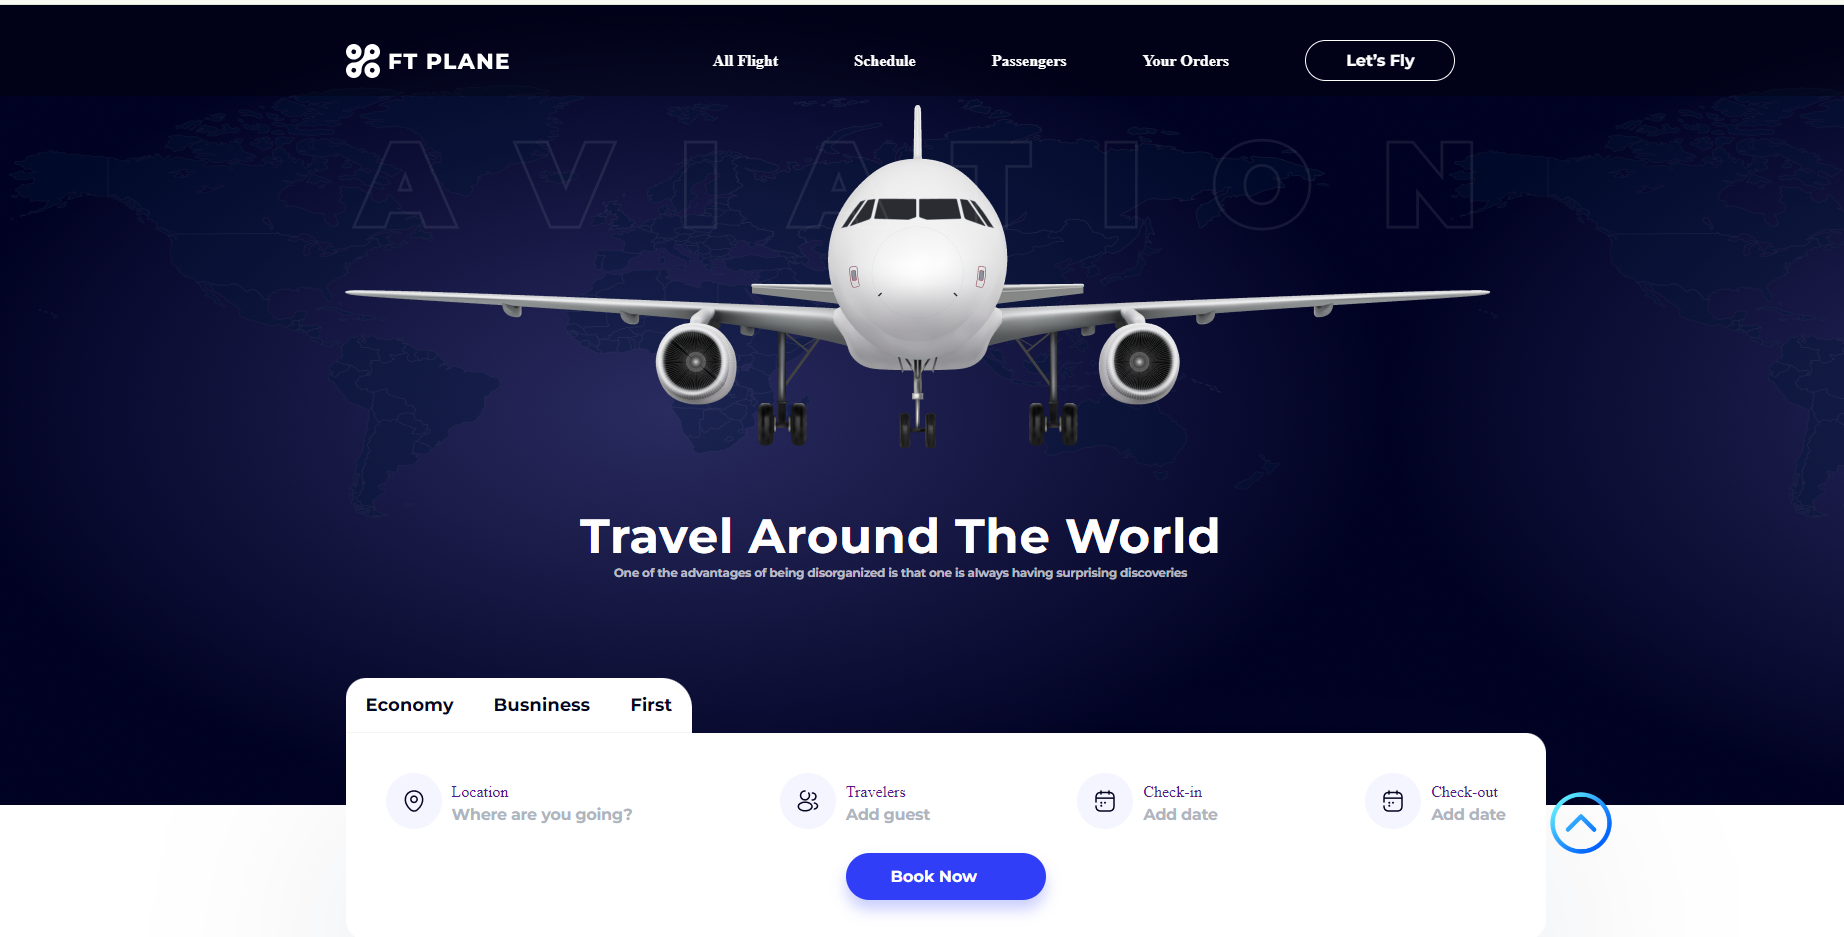 FT PLANE
All Flight
Schedule
Passengers
Your Orders
Let's Fly
AVIATION
Travel Around The World
One of the advantages of being disorganized is that one is always having surprising discoveries
Economy
Busniness
First
Location
Where are you going?
Travelers
Add guest
Check-in
Add date
Check-out
Add date
Book Now